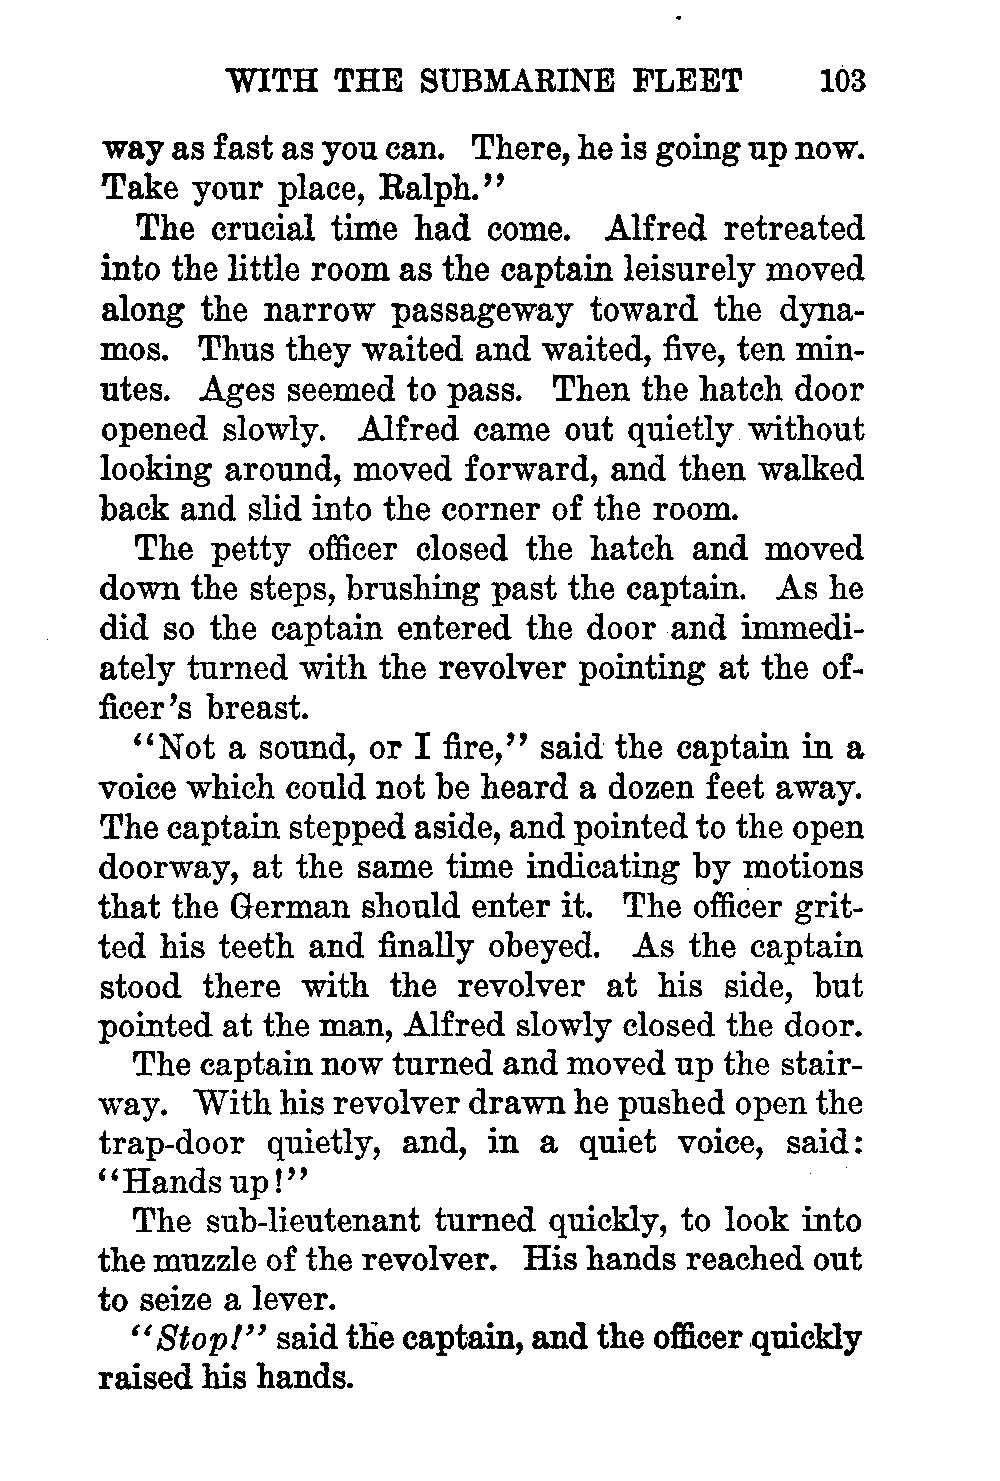 WITH THE SUBMARINE FLEET 103
way as fast as you can. There, he is going up now.
Take your place, Ralph."
The crucial time had come. Alfred retreated
into the little room as the captain leisurely moved
along the narrow passageway toward the dyna-
mos. Thus they waited and waited, five, ten min-
utes. Ages seemed to pass. Then the hatch door
opened slowly. Alfred came out quietly without
looking around, moved forward, and then walked
back and slid into the corner of the room.
The petty officer closed the hatch and moved
down the steps, brushing past the captain. As he
did so the captain entered the door and immedi-
ately turned with the revolver pointing at the of-
ficer's breast.
"Not a sound, or I fire," said the captain in a
voice which could not be heard a dozen feet away.
The captain stepped aside, and pointed to the open
doorway, at the same time indicating by motions
that the German should enter it. The officer grit-
ted his teeth and finally obeyed. As the captain
stood there with the revolver at his side, but
pointed at the man, Alfred slowly closed the door.
The captain now turned and moved up the stair-
way. With his revolver drawn he pushed open the
trap-door quietly, and, in a quiet voice, said:
"Hands up!"
The sub-lieutenant turned quickly, to look into
the muzzle of the revolver. His hands reached out
to seize a lever.
"Stop!" said the captain, and the officer quickly
raised his hands.